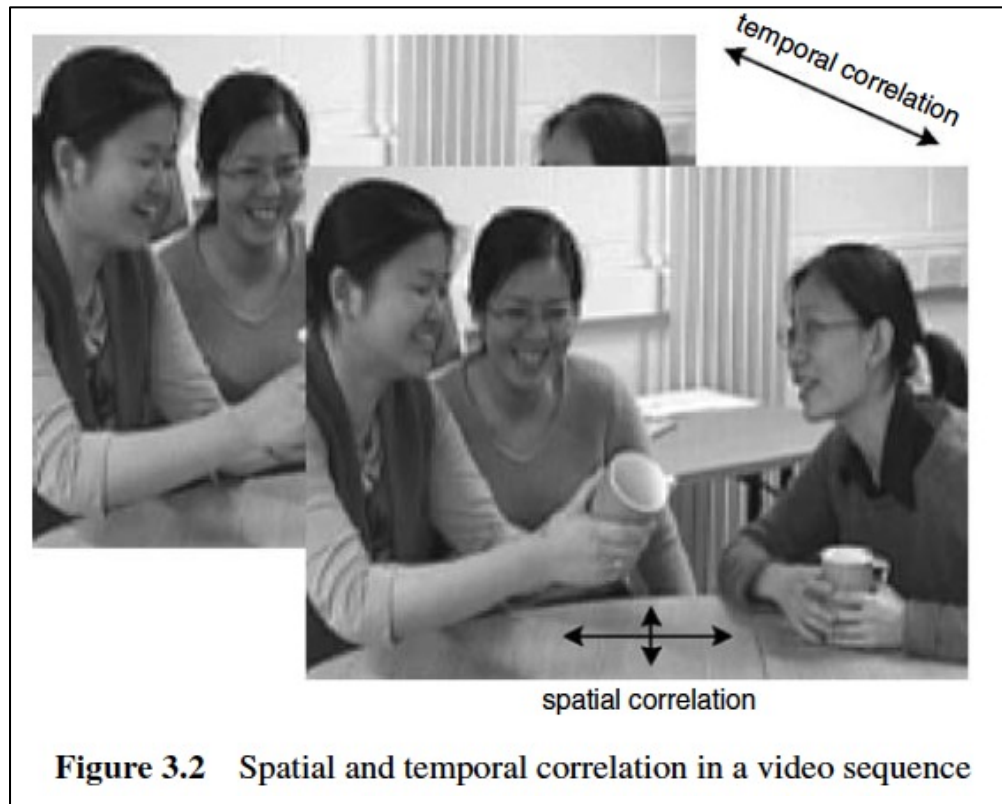 temporal correlation
spatial correlation
Figure 3.2 Spatial and temporal correlation in a video sequence